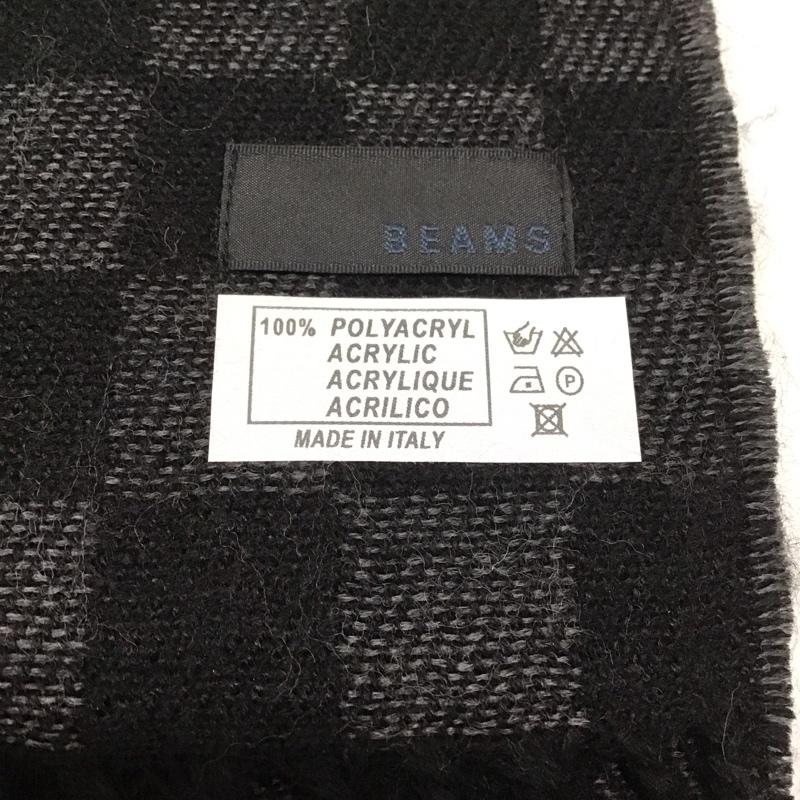 BEAMS
100% POLYACRYL
ACRYLIC
ACRYLIQUE
ACRILICO
MADE IN ITALY
P